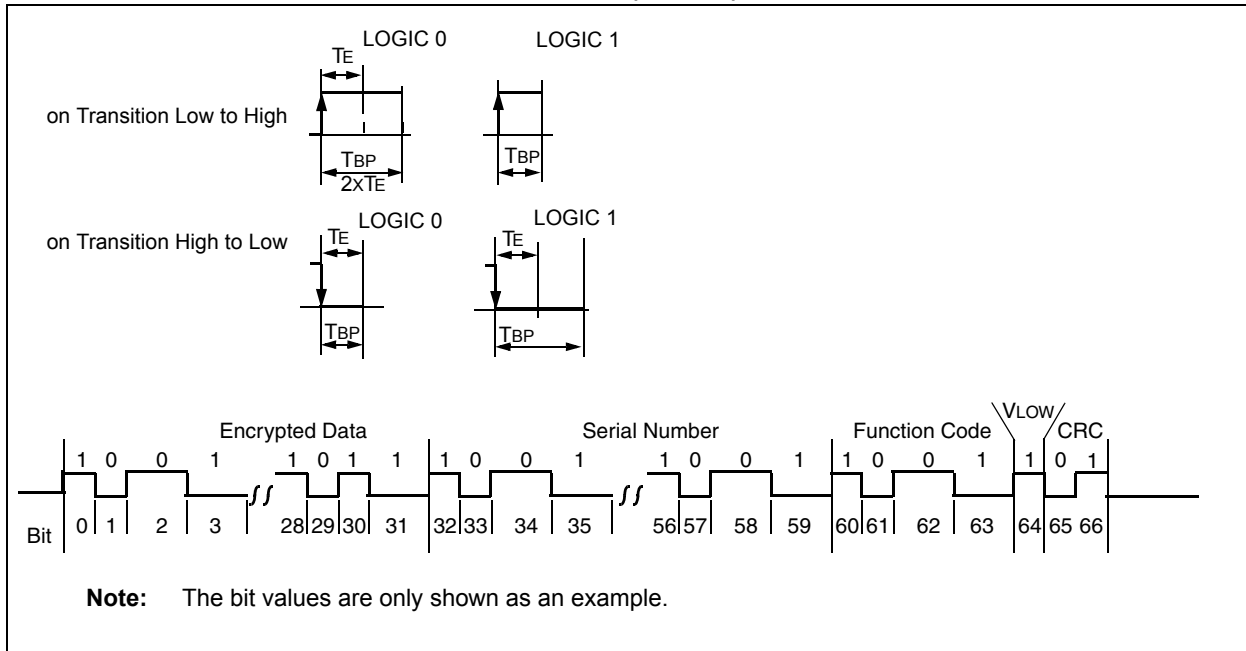 LOGIC 0 LOGIC 1
TE
on Transition Low to High
TBP TBP
2XTE
LOGIC 0 LOGIC 1
on Transition High to Low TE TE
TBP TBP
VLOW
Encrypted Data Serial Number Function Code CRC
1 0 0 1 1 0 1 1 1 0 0 1 1 0 0 1 1 0 0 1 1 0 1
Bit 0 1 2 3 28 29 30 31 32 33 34 35 56 57 58 59 60 61 62 63 64 65 66
Note: The bit values are only shown as an example.